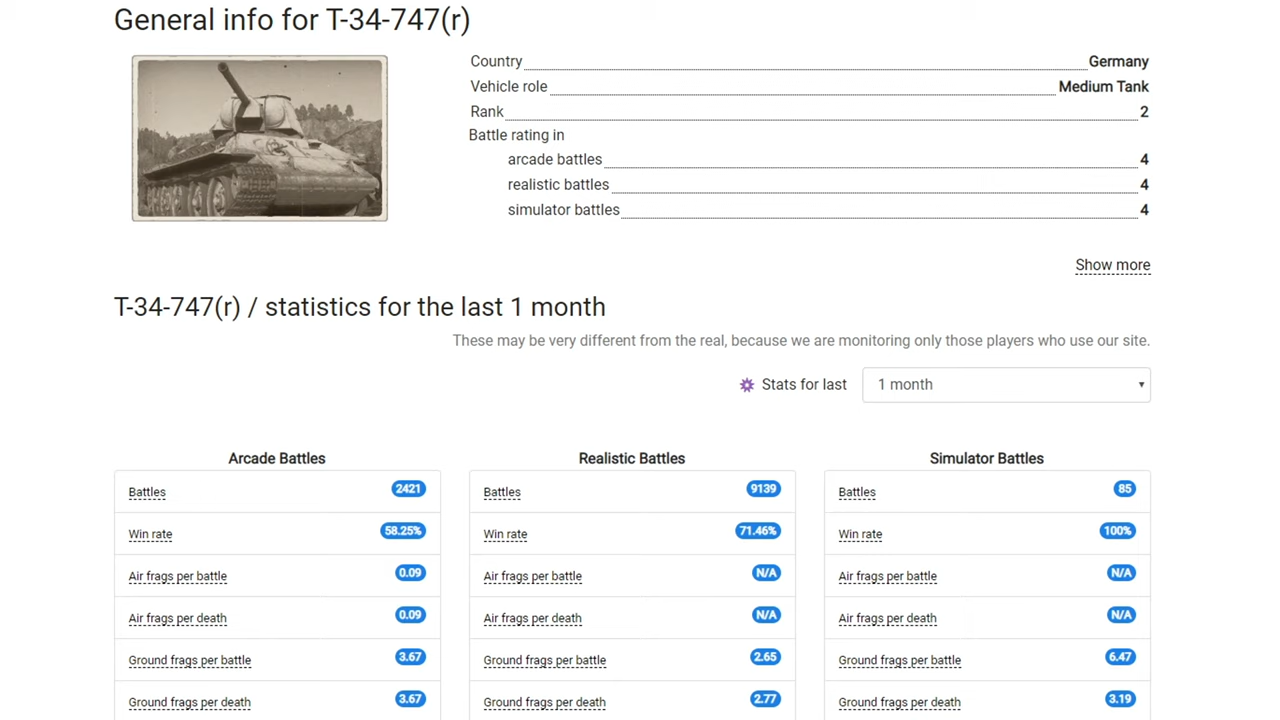 General info for T-34-747(r)
Country Germany
Vehicle role Medium Tank
Rank 2
Battle rating in
arcade battles 4
realistic battles 4
simulator battles 4
Show more
T-34-747(r) / statistics for the last 1 month
These may be very different from the real, because we are monitoring only those players who use our site.
Stats for last 1 month
Arcade Battles Realistic Battles Simulator Battles
Battles 2421 Battles 9139 Battles 85
Win rate 58.25% Win rate 71.46% Win rate 100%
Air frags per battle 0.09 Air frags per battle N/A Air frags per battle N/A
Air frags per death 0.09 Air frags per death N/A Air frags per death N/A
Ground frags per battle 3.67 Ground frags per battle 2.65 Ground frags per battle 6.47
Ground frags per death 3.67 Ground frags per death 2.77 Ground frags per death 3.19